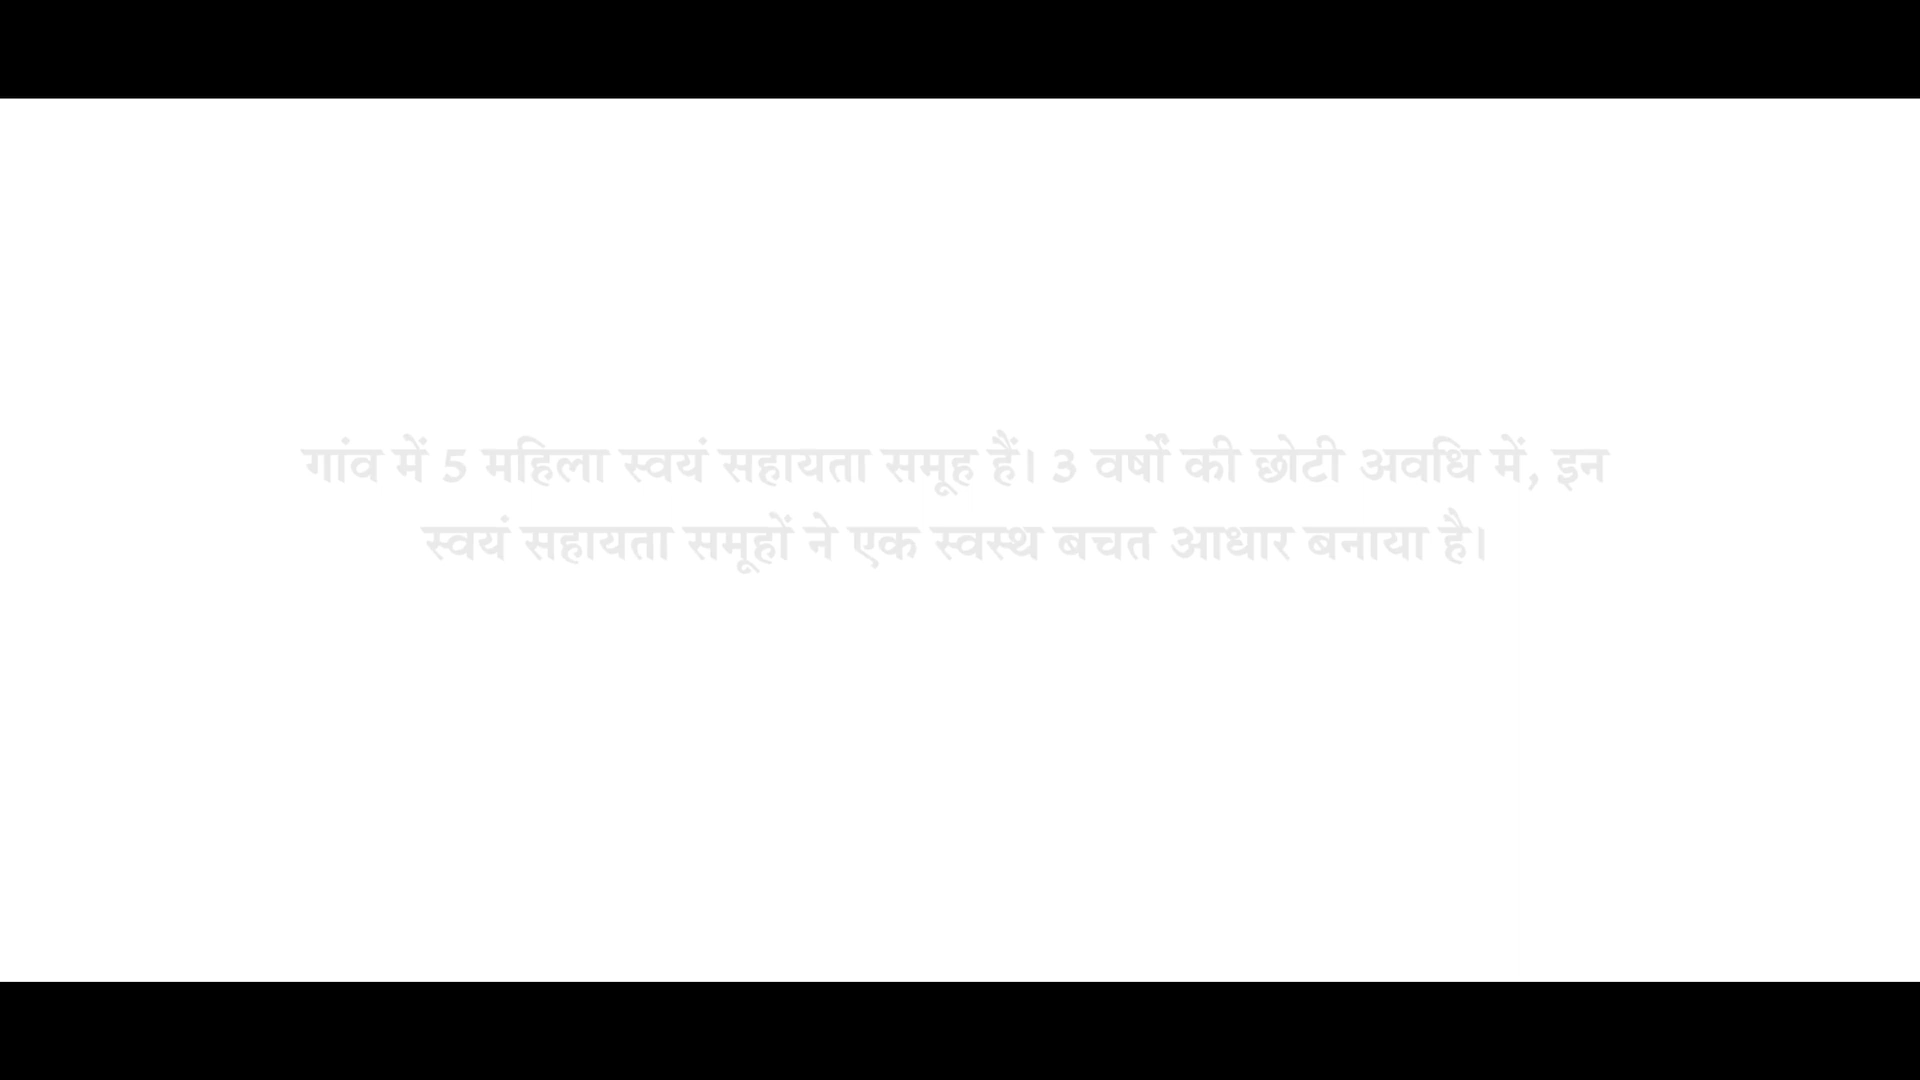 गांव में 5 महिला स्वयं सहायता समूह हैं। 3 वर्षों की छोटी अवधि में, इन
स्वयं सहायता समूहों ने एक स्वस्थ बचत आधार बनाया है।